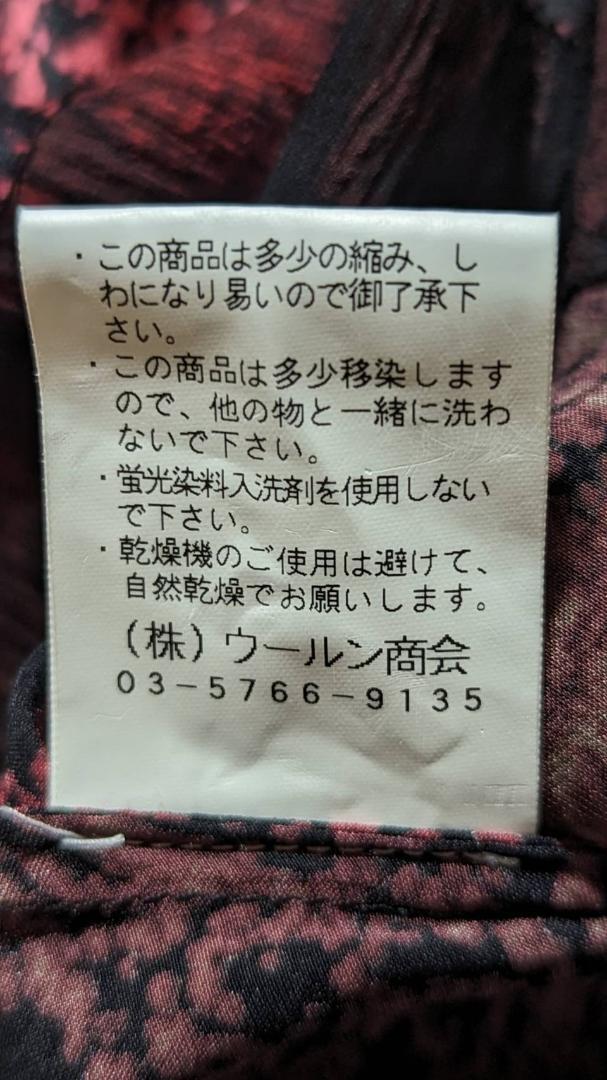 ・この商品は多少の縮み、し
わになり易いので御了承下
さい。
・この商品は多少移染します
ので、他の物と一緒に洗わ
ないで下さい。
・蛍光染料入洗剤を使用しない
で下さい。
・乾燥機のご使用は避けて、
自然乾燥でお願いします。
(株)ウールン商会
03-5766-9135